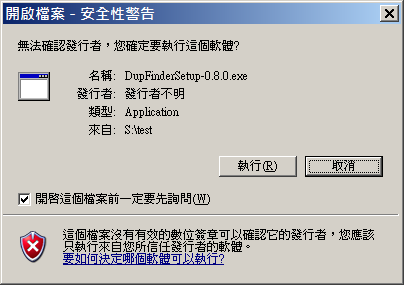 開啟檔案 - 安全性警告
無法確認發行者，您確定要執行這個軟體?
名稱: DupFinderSetup-0.8.0.exe
發行者: 發行者不明
類型: Application
來自: S:\test
執行(R) 取消
開啓這個檔案前一定要先詢問(W)
這個檔案沒有有效的數位簽章可以確認它的發行者，您應該
只執行來自您所信任發行者的軟體。
要如何決定哪個軟體可以執行?